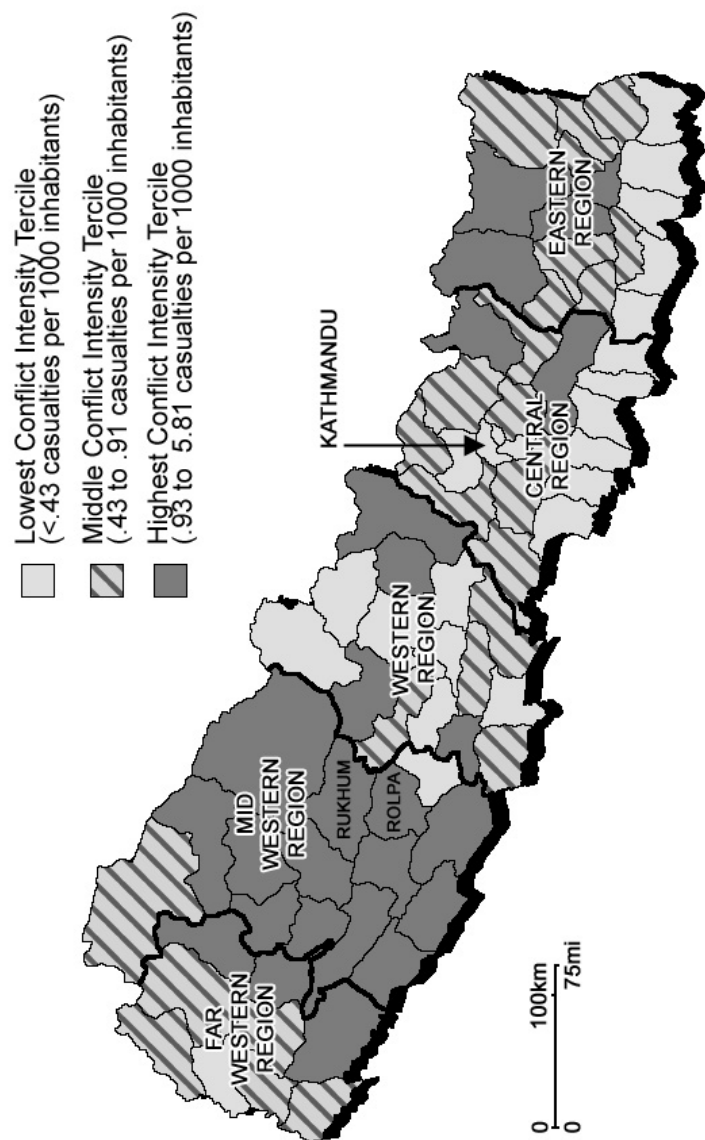 Lowest Conflict Intensity Tercile
(<.43 casualties per 1000 inhabitants)
Middle Conflict Intensity Tercile
(.43 to .91 casualties per 1000 inhabitants)
Highest Conflict Intensity Tercile
(.93 to 5.81 casualties per 1000 inhabitants)
FAR
WESTERN
REGION
MID
WESTERN
REGION
RUKHUM
ROLPA
WESTERN
REGION
KATHMANDU
CENTRAL
REGION
EASTERN
REGION
0 100km
0 75mi